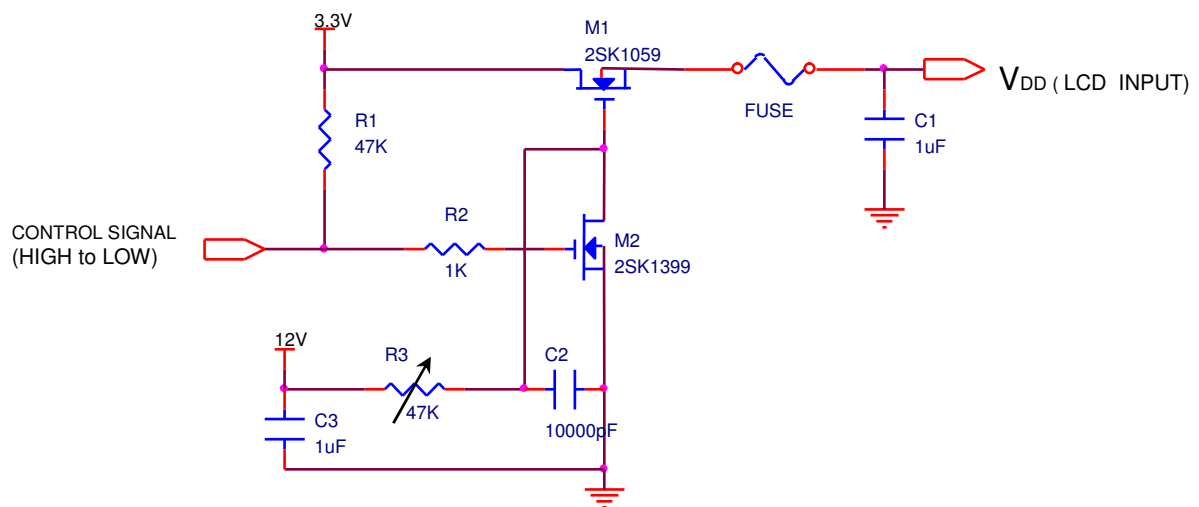 3.3V
M1
2SK1059
FUSE
VDD ( LCD INPUT)
R1
47K
C1
1uF
CONTROL SIGNAL
(HIGH to LOW)
R2
1K
M2
2SK1399
12V
R3
47K
C2
10000pF
C3
1uF